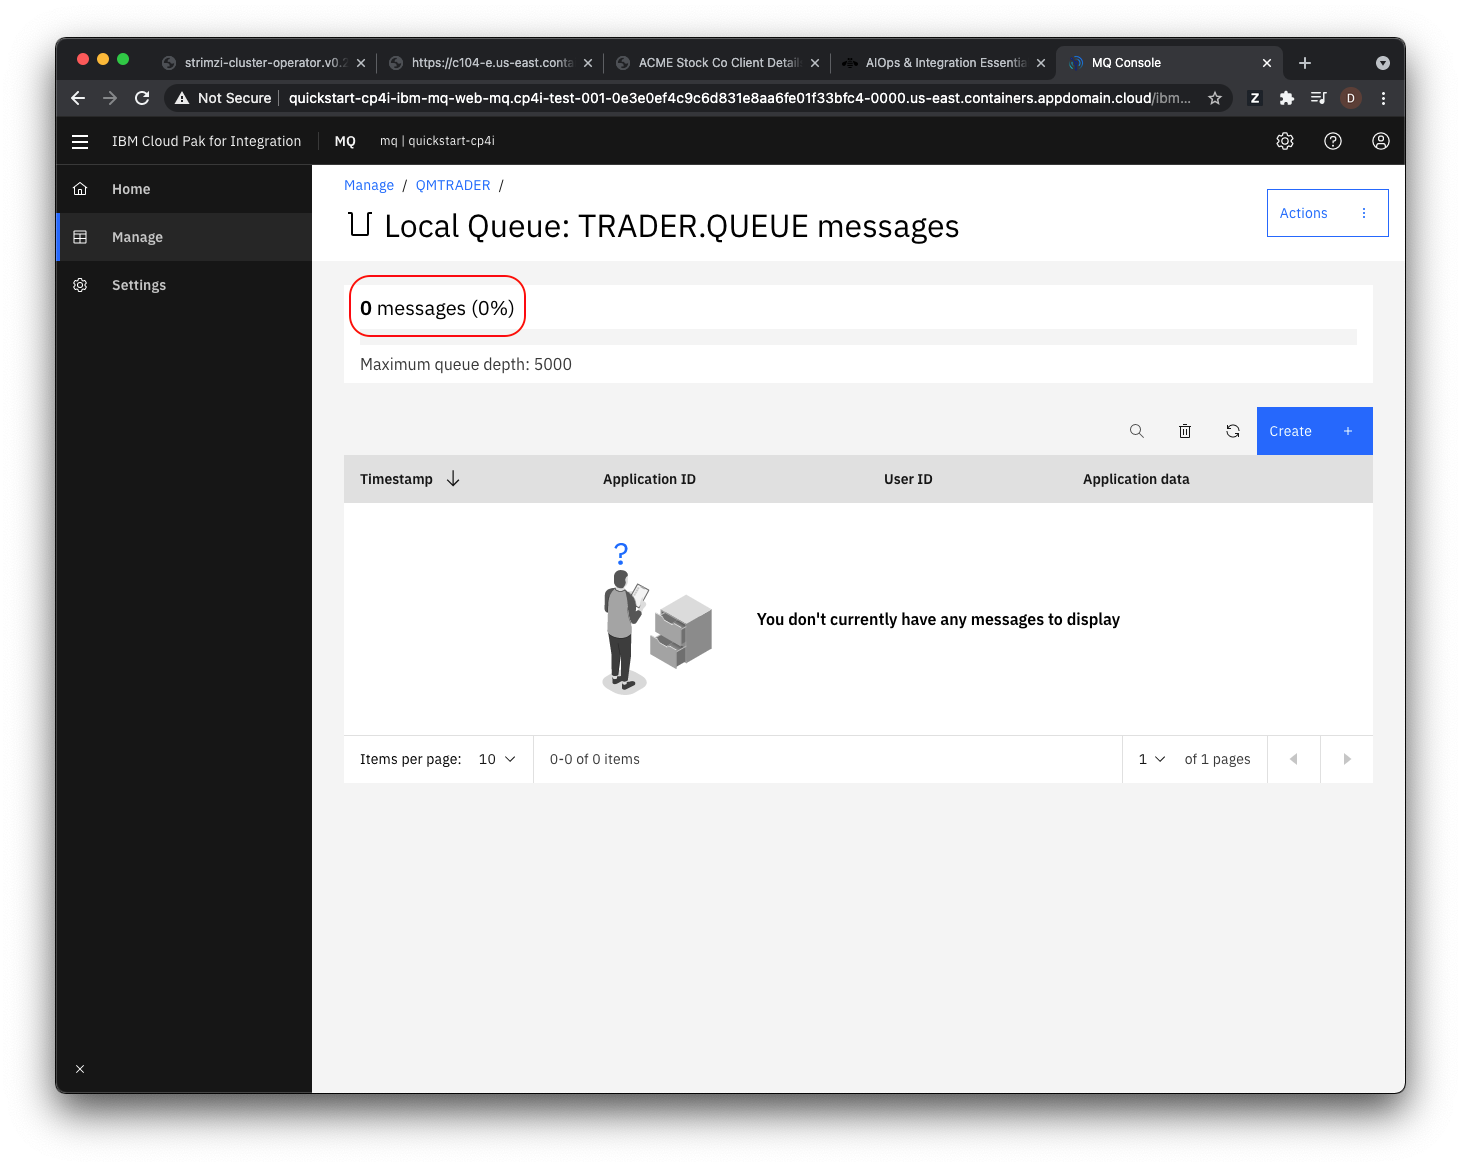 strimzi-cluster-operator.v0.2
https://c104-e.us-east.conta
ACME Stock Co Client Details
AIOps & Integration Essentia
MQ Console
Not Secure
quickstart-cp4i-ibm-mq-web-mq.cp4i-test-001-0e3e0ef4c9c6d831e8aa6fe01f33bfc4-0000.us-east.containers.appdomain.cloud/ibm...
Z
D
IBM Cloud Pak for Integration
MQ
mq | quickstart-cp4i
Home
Manage
Settings
Manage / QMTRADER /
Local Queue: TRADER.QUEUE messages
Actions
0 messages (0%)
Maximum queue depth: 5000
Create +
Timestamp Application ID User ID Application data
?
You don't currently have any messages to display
Items per page: 10
0-0 of 0 items
1 of 1 pages